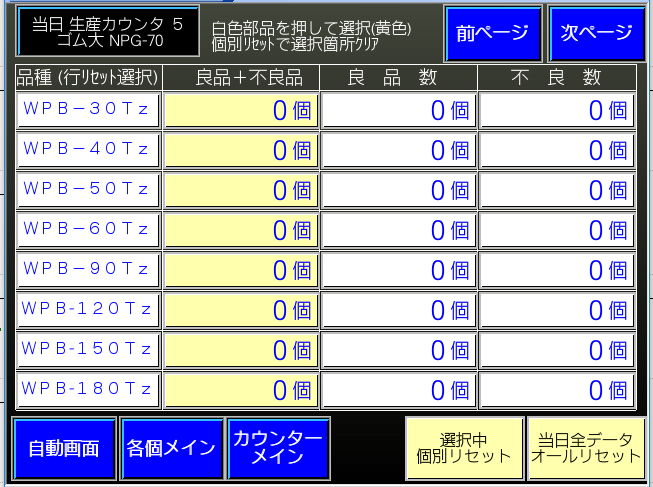 当日 生産カウンタ 5
ゴム大 NPG-70
白色部品を押して選択(黄色)
個別ﾘｾｯﾄで選択箇所ｸﾘｱ
前ページ
次ページ
品種 (行ﾘｾｯﾄ選択) 良品＋不良品 良 品 数 不 良 数
ＷＰＢ－３０Ｔｚ 0 個 0 個 0 個
ＷＰＢ－４０Ｔｚ 0 個 0 個 0 個
ＷＰＢ－５０Ｔｚ 0 個 0 個 0 個
ＷＰＢ－６０Ｔｚ 0 個 0 個 0 個
ＷＰＢ－９０Ｔｚ 0 個 0 個 0 個
ＷＰＢ-１２０Ｔｚ 0 個 0 個 0 個
ＷＰＢ-１５０Ｔｚ 0 個 0 個 0 個
ＷＰＢ-１８０Ｔｚ 0 個 0 個 0 個
自動画面
各個メイン
カウンター
メイン
選択中
個別リセット
当日全データ
オールリセット